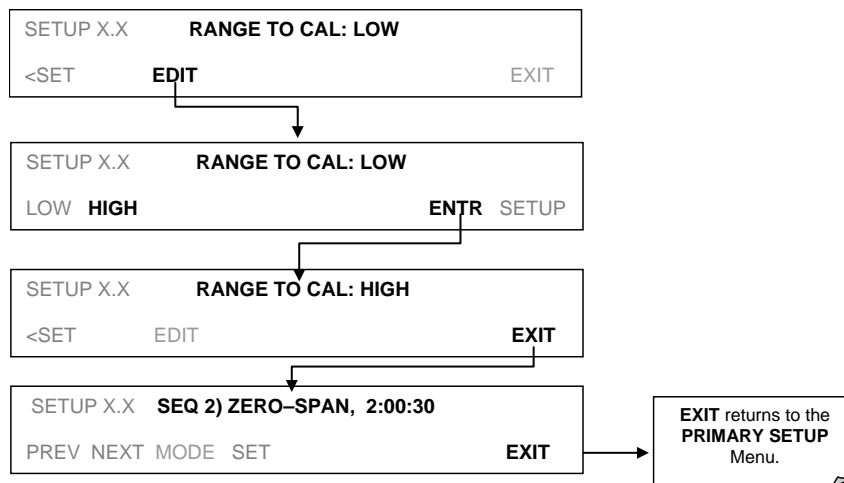 SETUP X.X RANGE TO CAL: LOW
<SET EDIT EXIT
SETUP X.X RANGE TO CAL: LOW
LOW HIGH ENTR SETUP
SETUP X.X RANGE TO CAL: HIGH
<SET EDIT EXIT
SETUP X.X SEQ 2) ZERO–SPAN, 2:00:30
PREV NEXT MODE SET EXIT
EXIT returns to the
PRIMARY SETUP
Menu.